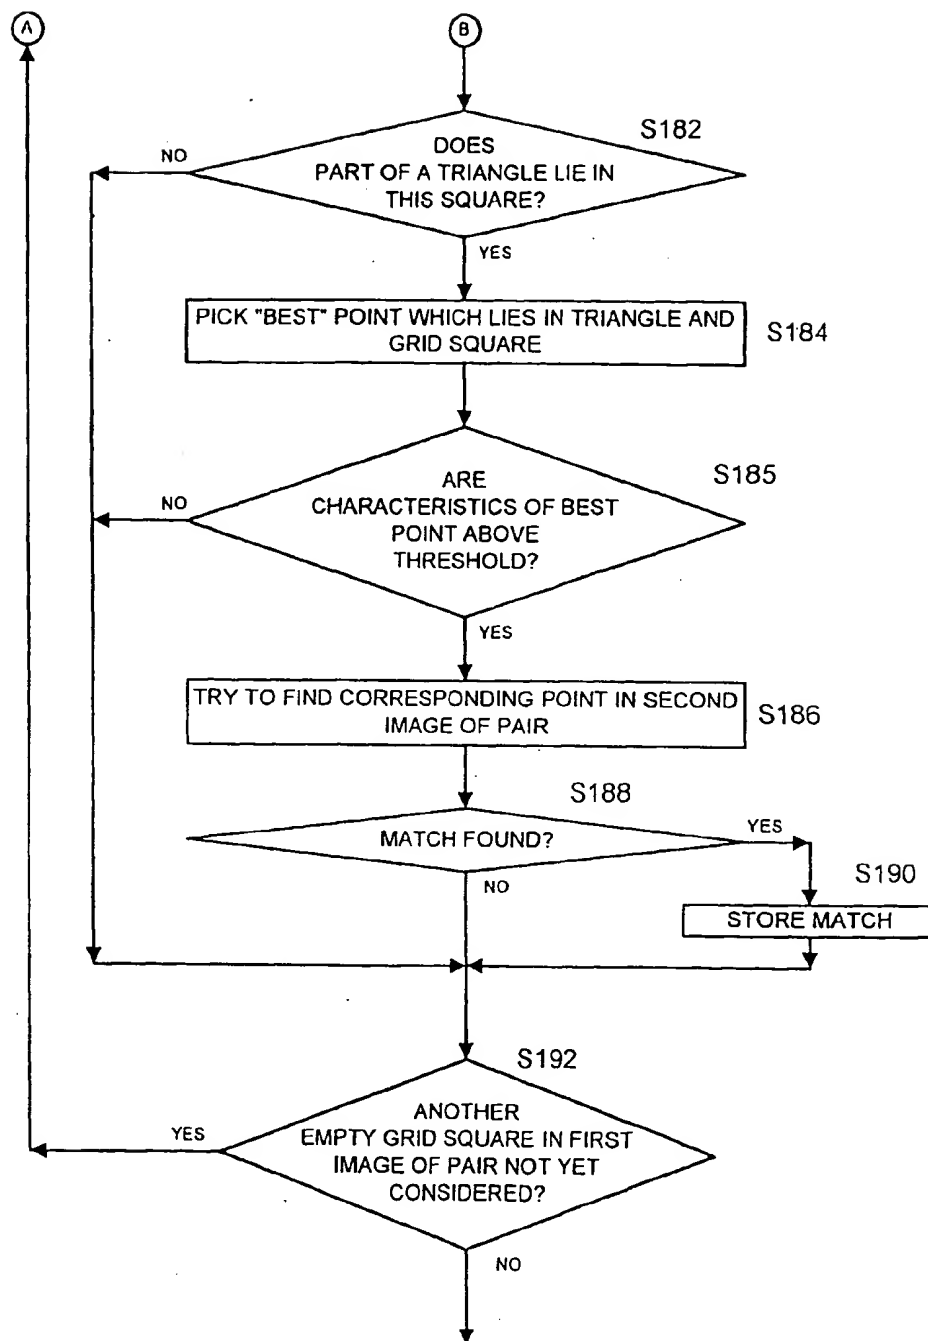 A
B
S182
DOES
PART OF A TRIANGLE LIE IN
THIS SQUARE?
NO
YES
PICK "BEST" POINT WHICH LIES IN TRIANGLE AND
GRID SQUARE
S184
S185
ARE
CHARACTERISTICS OF BEST
POINT ABOVE
THRESHOLD?
NO
YES
TRY TO FIND CORRESPONDING POINT IN SECOND
IMAGE OF PAIR
S186
S188
MATCH FOUND?
YES
NO
S190
STORE MATCH
S192
ANOTHER
EMPTY GRID SQUARE IN FIRST
IMAGE OF PAIR NOT YET
CONSIDERED?
YES
NO